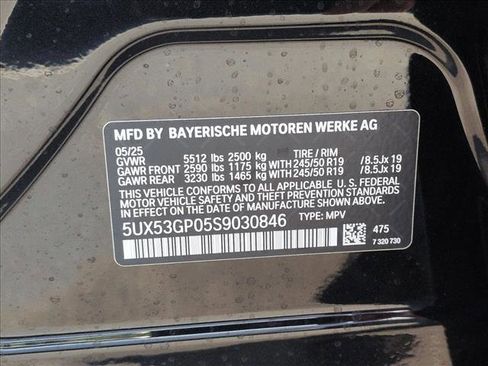 MFD BY BAYERISCHE MOTOREN WERKE AG
05/25
GVWR 5512 lbs 2500 kg TIRE / RIM
GAWR FRONT 2590 lbs 1175 kg WITH 245/50 R19 /8.5Jx 19
GAWR REAR 3230 lbs 1465 kg WITH 245/50 R19 /8.5Jx 19
THIS VEHICLE CONFORMS TO ALL APPLICABLE U. S. FEDERAL
MOTOR VEHICLE SAFETY AND THEFT PREVENTION STANDARDS
IN EFFECT ON THE DATE OF MANUFACTURE SHOWN ABOVE.
5UX53GP05S9030846 TYPE: MPV
475
7 320 730